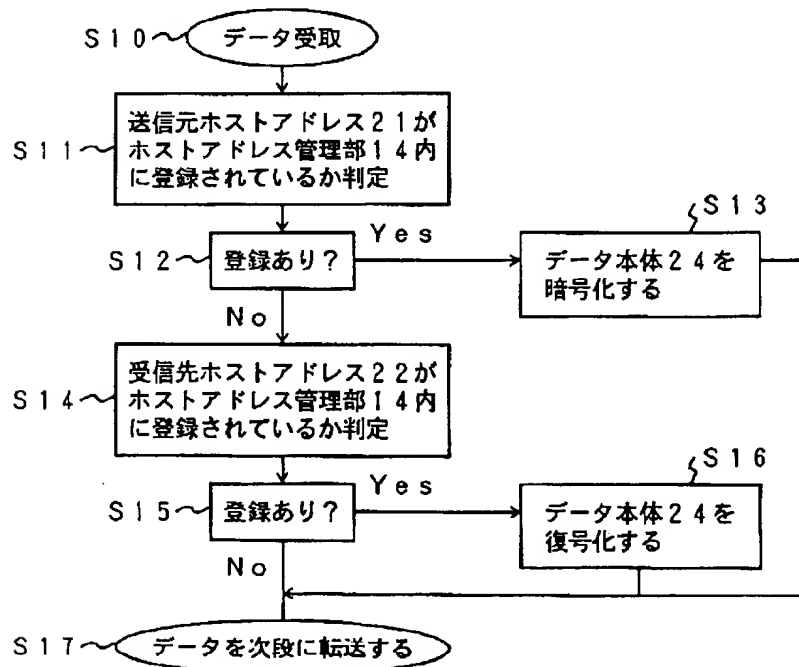 S10 データ受取
送信元ホストアドレス21が
S11 ホストアドレス管理部14内
に登録されているか判定
S12 登録あり? Yes
S13
データ本体24を
暗号化する
No
受信先ホストアドレス22が
S14 ホストアドレス管理部14内
に登録されているか判定
S15 登録あり? Yes
S16
データ本体24を
復号化する
No
S17 データを次段に転送する